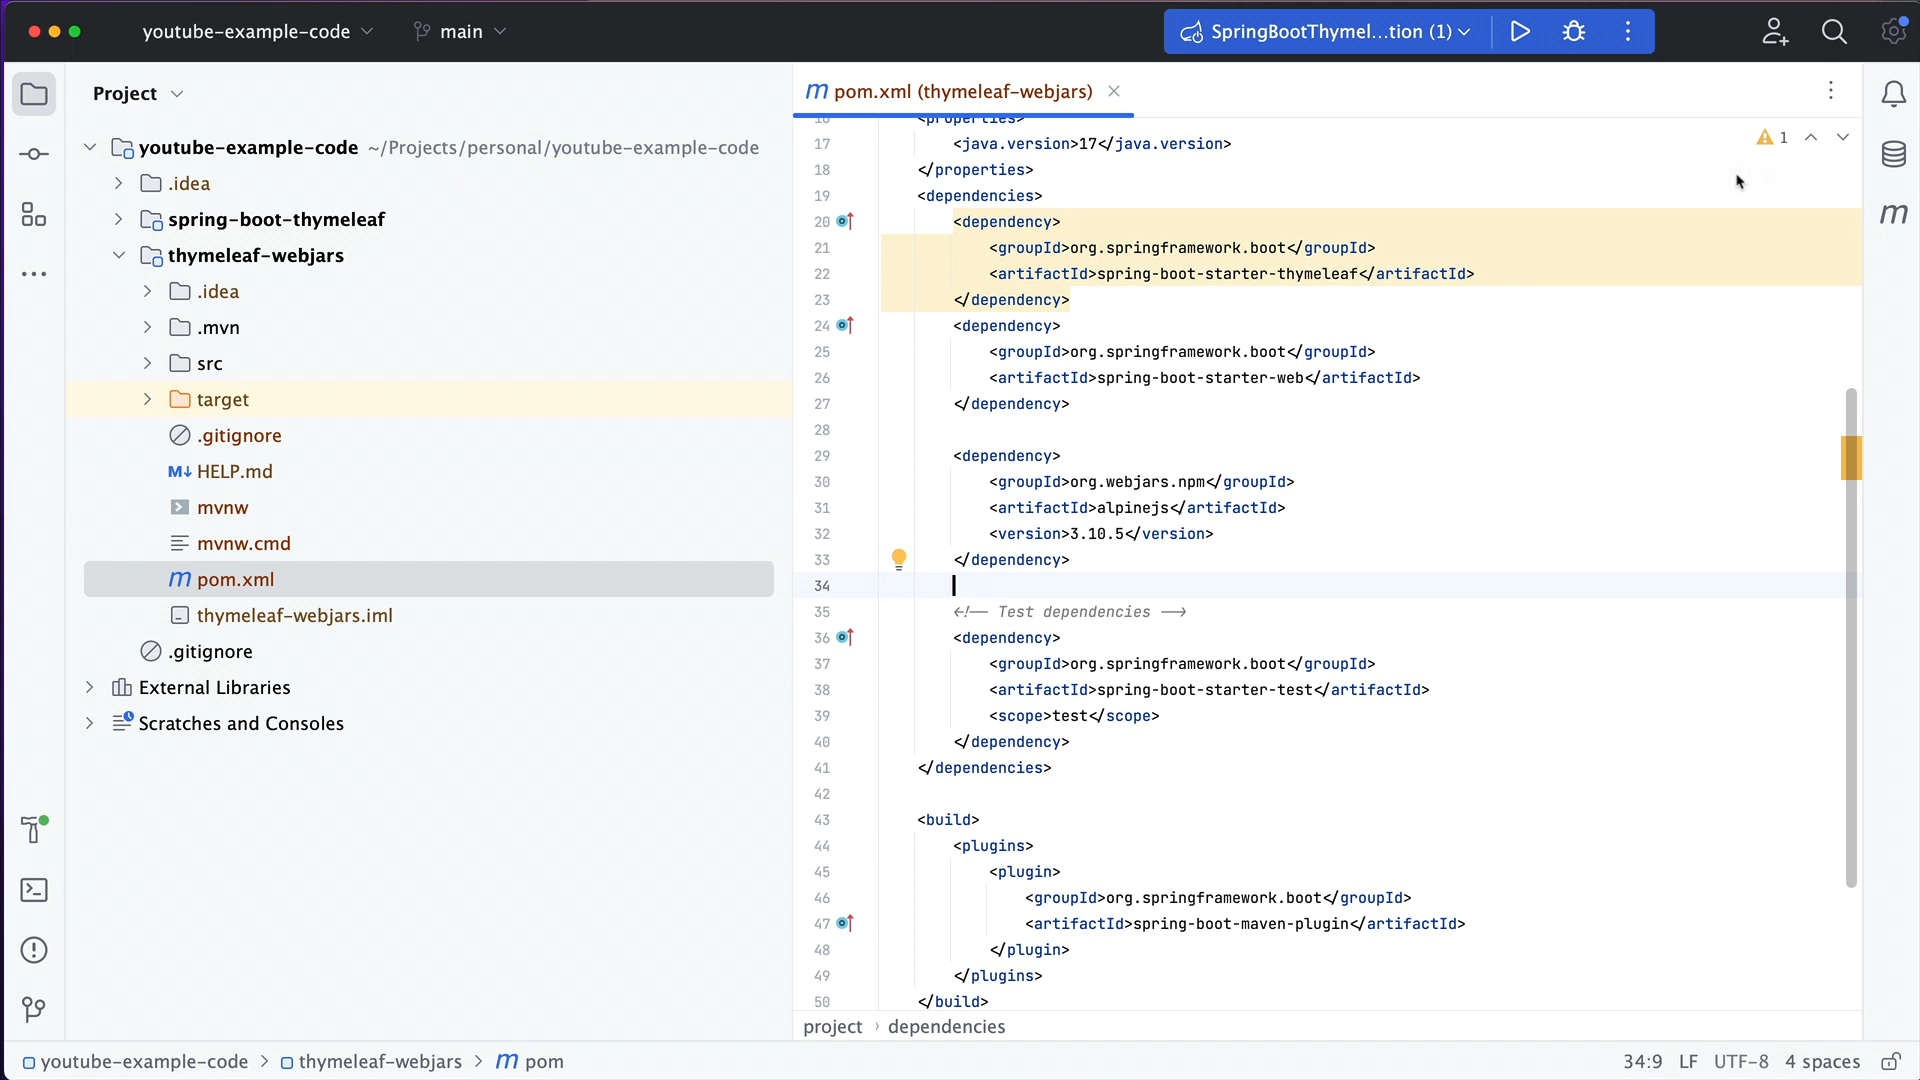 youtube-example-code
main
SpringBootThymel...tion (1)
Project
youtube-example-code ~/Projects/personal/youtube-example-code
.idea
spring-boot-thymeleaf
thymeleaf-webjars
.idea
.mvn
src
target
.gitignore
M↓ HELP.md
mvnw
mvnw.cmd
m pom.xml
thymeleaf-webjars.iml
.gitignore
External Libraries
Scratches and Consoles
m pom.xml (thymeleaf-webjars)
1
m
16 <properties>
17 <java.version>17</java.version>
18 </properties>
19 <dependencies>
20 <dependency>
21 <groupId>org.springframework.boot</groupId>
22 <artifactId>spring-boot-starter-thymeleaf</artifactId>
23 </dependency>
24 <dependency>
25 <groupId>org.springframework.boot</groupId>
26 <artifactId>spring-boot-starter-web</artifactId>
27 </dependency>
28
29 <dependency>
30 <groupId>org.webjars.npm</groupId>
31 <artifactId>alpinejs</artifactId>
32 <version>3.10.5</version>
33 </dependency>
34
35 <!-- Test dependencies -->
36 <dependency>
37 <groupId>org.springframework.boot</groupId>
38 <artifactId>spring-boot-starter-test</artifactId>
39 <scope>test</scope>
40 </dependency>
41 </dependencies>
42
43 <build>
44 <plugins>
45 <plugin>
46 <groupId>org.springframework.boot</groupId>
47 <artifactId>spring-boot-maven-plugin</artifactId>
48 </plugin>
49 </plugins>
50 </build>
project › dependencies
youtube-example-code > thymeleaf-webjars > m pom
34:9 LF UTF-8 4 spaces